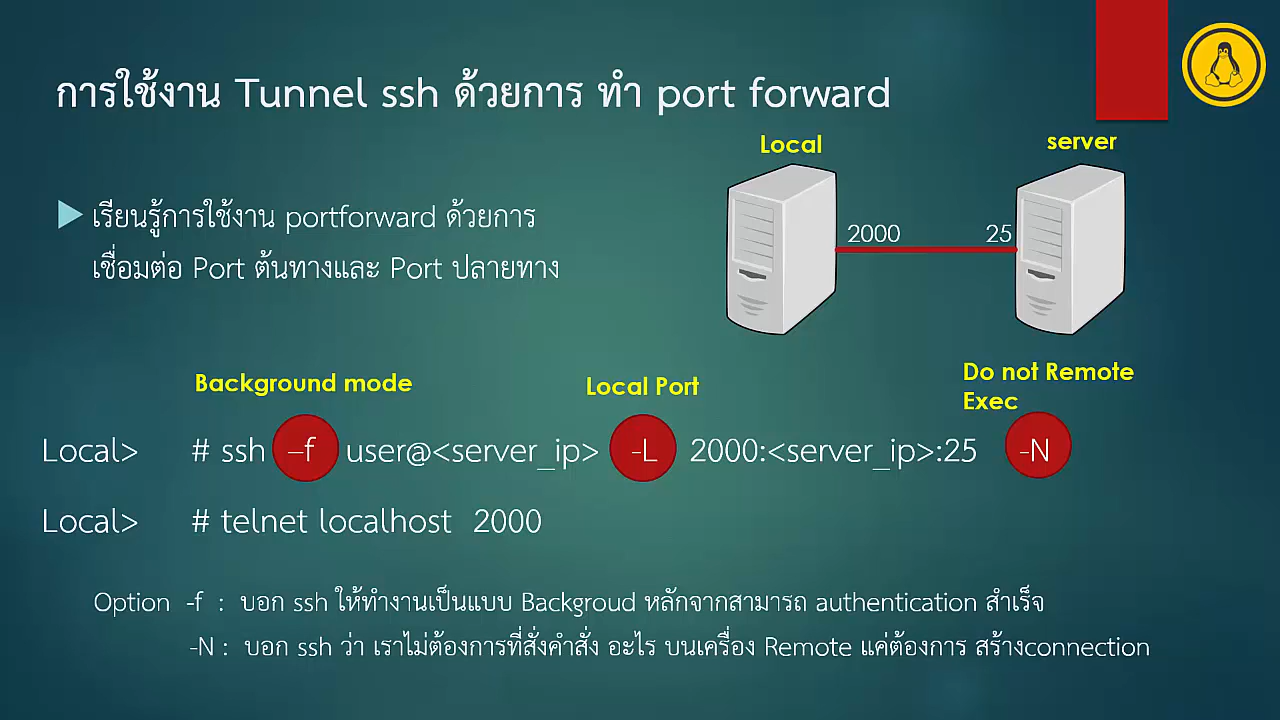 การใช้งาน Tunnel ssh ด้วยการ ทำ port forward
Local
server
เรียนรู้การใช้งาน portforward ด้วยการ
เชื่อมต่อ Port ต้นทางและ Port ปลายทาง
2000
25
Background mode
Local Port
Do not Remote
Exec
Local> # ssh –f user@<server_ip> -L 2000:<server_ip>:25 -N
Local> # telnet localhost 2000
Option -f : บอก ssh ให้ทำงานเป็นแบบ Backgroud หลักจากสามารถ authentication สำเร็จ
-N : บอก ssh ว่า เราไม่ต้องการที่สั่งคำสั่ง อะไร บนเครื่อง Remote แค่ต้องการ สร้างconnection